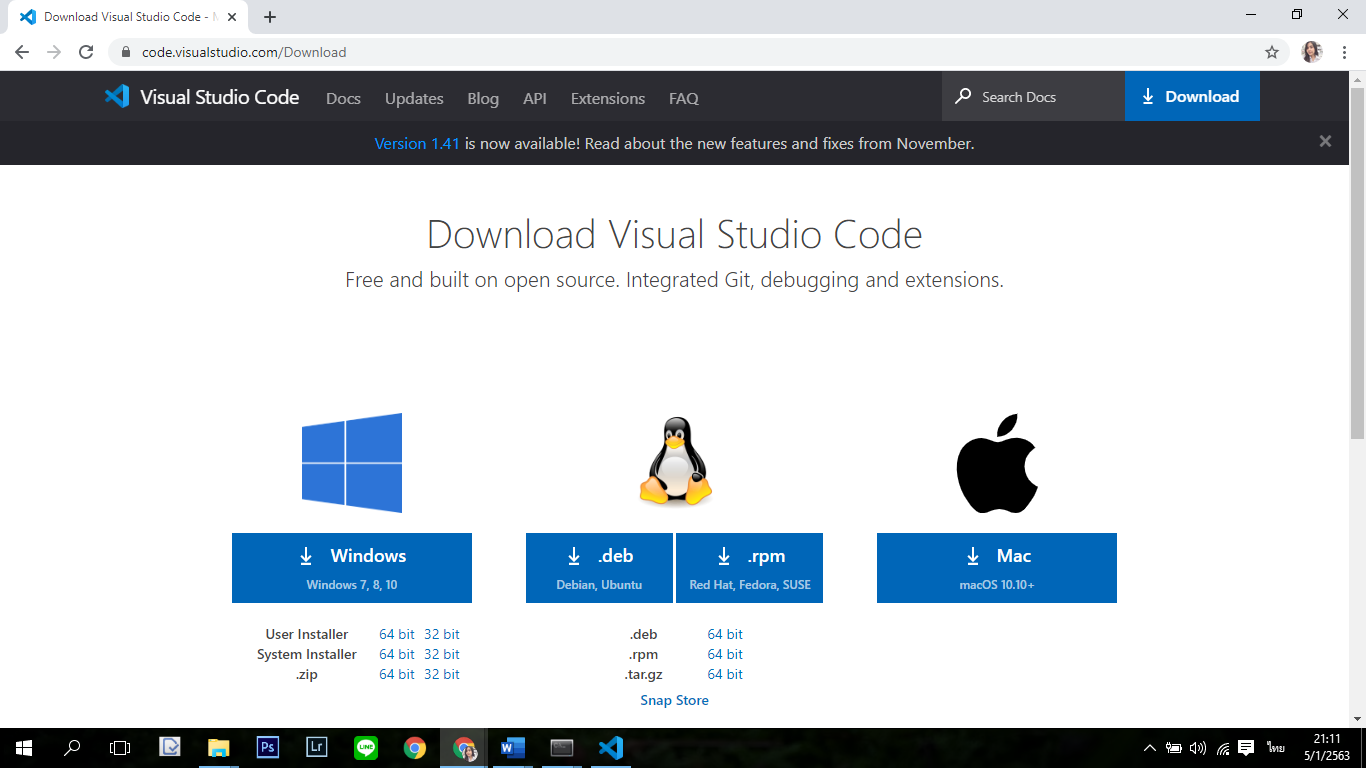 Download Visual Studio Code - M
code.visualstudio.com/Download
Visual Studio Code Docs Updates Blog API Extensions FAQ Search Docs Download
Version 1.41 is now available! Read about the new features and fixes from November.
Download Visual Studio Code
Free and built on open source. Integrated Git, debugging and extensions.
Windows
Windows 7, 8, 10
.deb
Debian, Ubuntu
.rpm
Red Hat, Fedora, SUSE
Mac
macOS 10.10+
User Installer 64 bit 32 bit
System Installer 64 bit 32 bit
.zip 64 bit 32 bit
.deb 64 bit
.rpm 64 bit
.tar.gz 64 bit
Snap Store
Ps
Lr
LINE
W
ไทย
21:11
5/1/2563